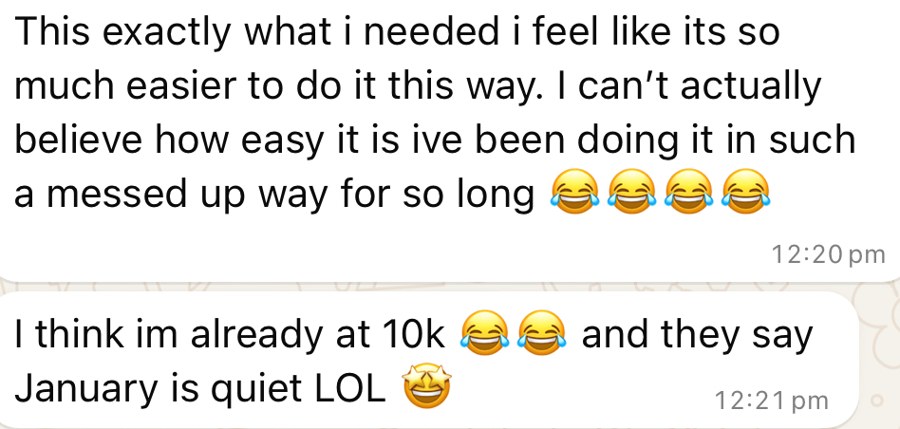 This exactly what i needed i feel like its so
much easier to do it this way. I can't actually
believe how easy it is ive been doing it in such
a messed up way for so long 😂😂😂😂
12:20 pm
I think im already at 10k 😂😂 and they say
January is quiet LOL 🤩
12:21 pm